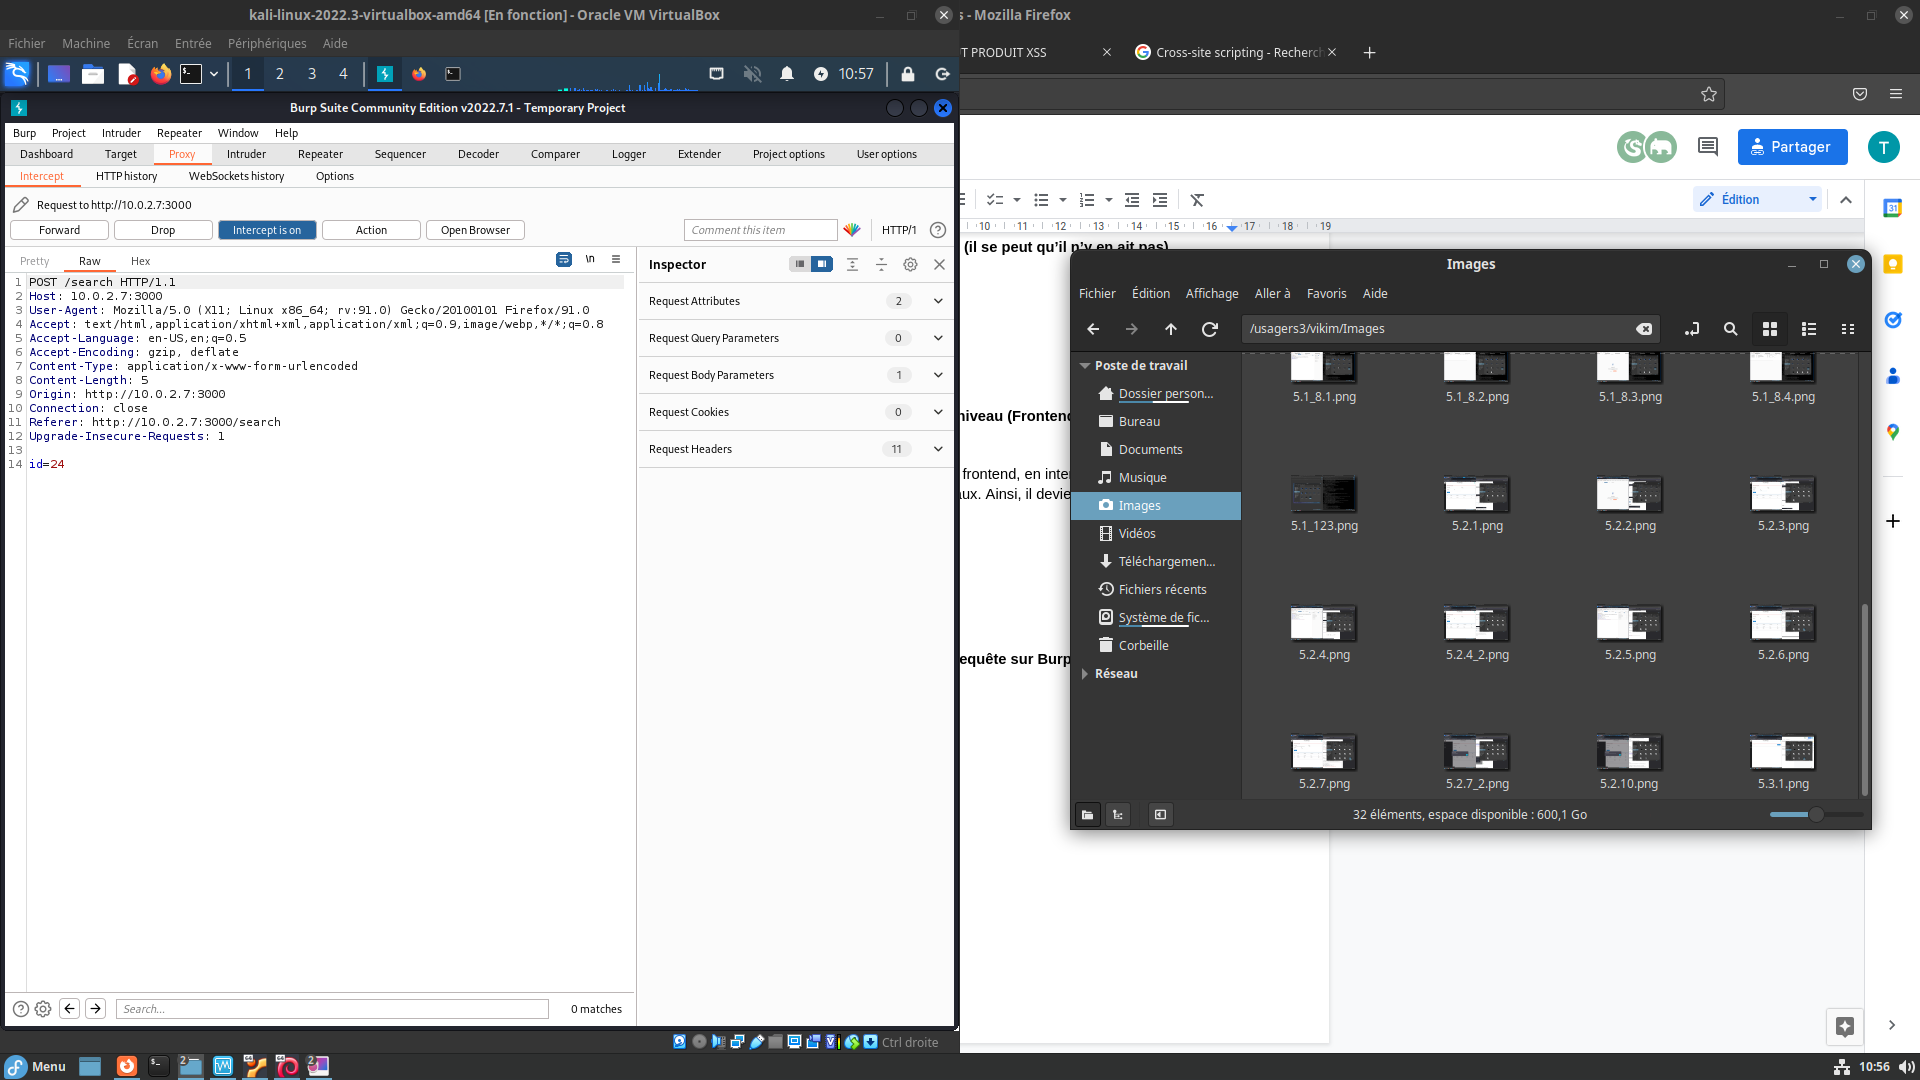 kali-linux-2022.3-virtualbox-amd64 [En fonction] - Oracle VM VirtualBox
Fichier Machine Écran Entrée Périphériques Aide
1 2 3 4 10:57
Burp Suite Community Edition v2022.7.1 - Temporary Project
Burp Project Intruder Repeater Window Help
Dashboard Target Proxy Intruder Repeater Sequencer Decoder Comparer Logger Extender Project options User options
Intercept HTTP history WebSockets history Options
Request to http://10.0.2.7:3000
Forward Drop Intercept is on Action Open Browser Comment this item HTTP/1
Pretty Raw Hex \n
1 POST /search HTTP/1.1
2 Host: 10.0.2.7:3000
3 User-Agent: Mozilla/5.0 (X11; Linux x86_64; rv:91.0) Gecko/20100101 Firefox/91.0
4 Accept: text/html,application/xhtml+xml,application/xml;q=0.9,image/webp,*/*;q=0.8
5 Accept-Language: en-US,en;q=0.5
6 Accept-Encoding: gzip, deflate
7 Content-Type: application/x-www-form-urlencoded
8 Content-Length: 5
9 Origin: http://10.0.2.7:3000
10 Connection: close
11 Referer: http://10.0.2.7:3000/search
12 Upgrade-Insecure-Requests: 1
13
14 id=24
Inspector
Request Attributes 2
Request Query Parameters 0
Request Body Parameters 1
Request Cookies 0
Request Headers 11
Search... 0 matches
Ctrl droite
s - Mozilla Firefox
T PRODUIT XSS
Cross-site scripting - Recherch
Partager
T
Édition
10 11 12 13 14 15 16 17 18 19
31
(il se peut qu'il n'y en ait pas)
niveau (Frontend
frontend, en inter
aux. Ainsi, il devie
equête sur Burp
Images
Fichier Édition Affichage Aller à Favoris Aide
/usagers3/vikim/Images
Poste de travail
Dossier person...
Bureau
Documents
Musique
Images
Vidéos
Téléchargemen...
Fichiers récents
Système de fic...
Corbeille
Réseau
5.1_8.1.png 5.1_8.2.png 5.1_8.3.png 5.1_8.4.png
5.1_123.png 5.2.1.png 5.2.2.png 5.2.3.png
5.2.4.png 5.2.4_2.png 5.2.5.png 5.2.6.png
5.2.7.png 5.2.7_2.png 5.2.10.png 5.3.1.png
32 éléments, espace disponible : 600,1 Go
Menu 2 2 10:56